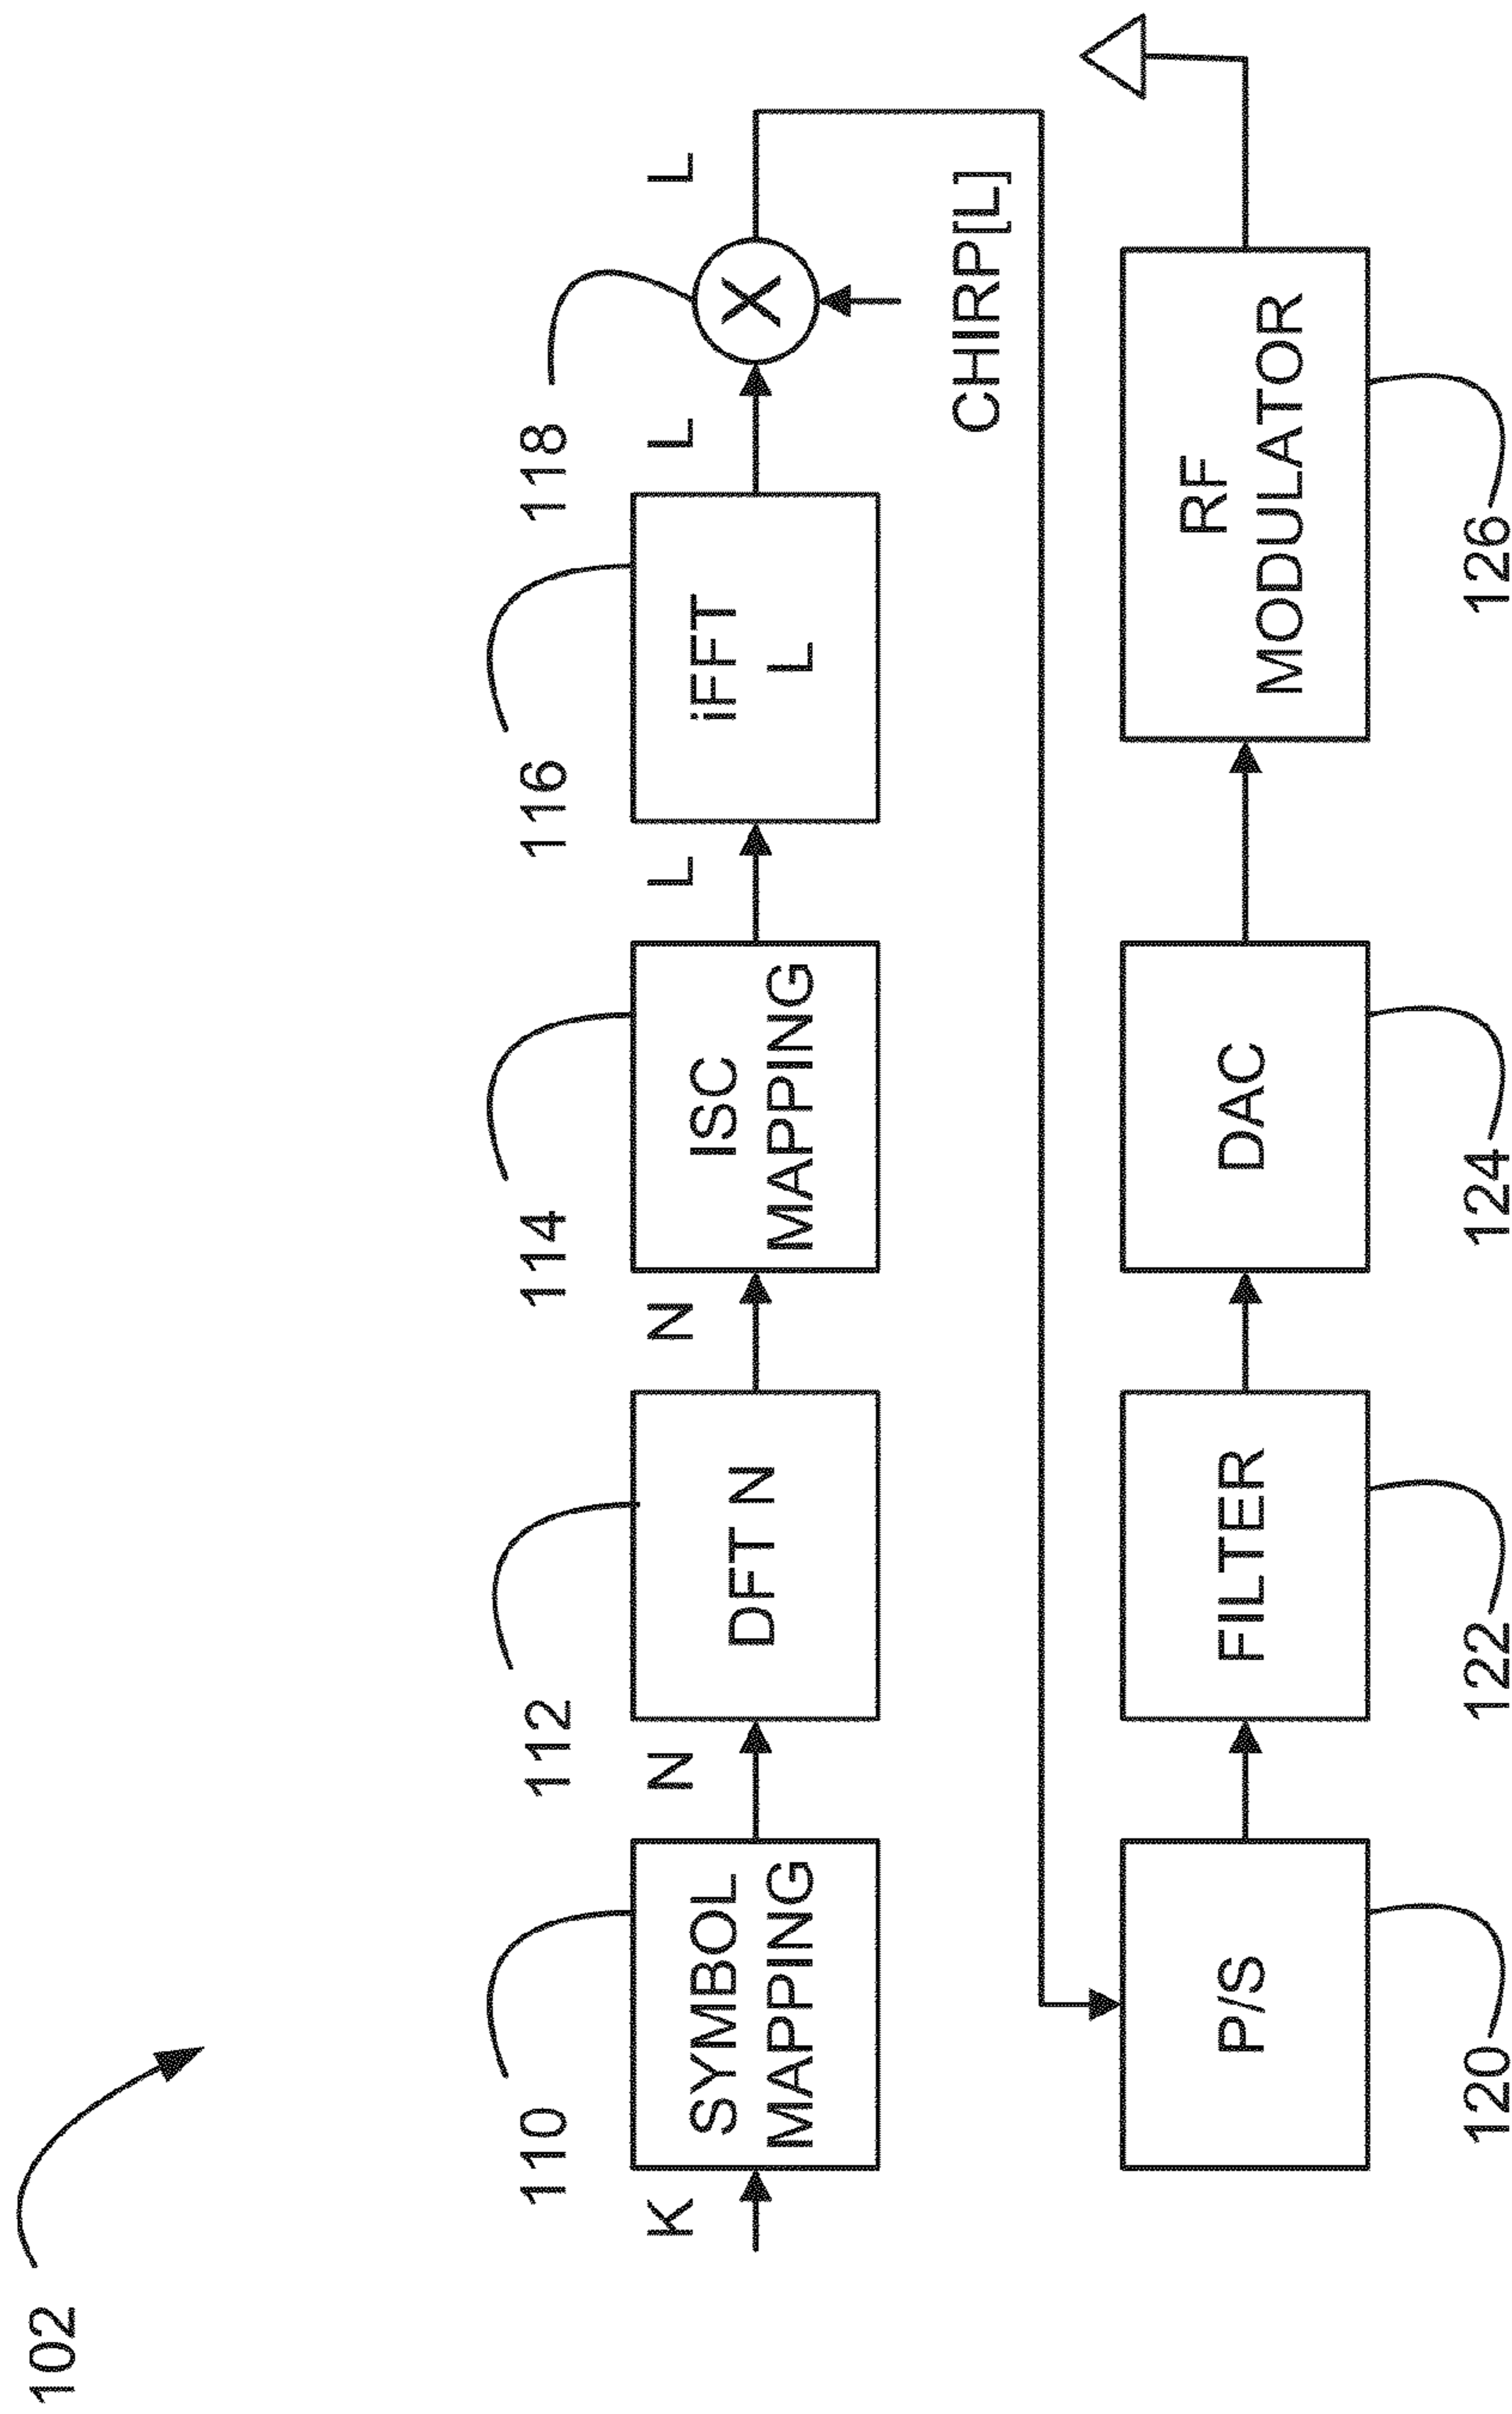 102
110
112
114
116
118
K
N
N
L
L
L
SYMBOL
MAPPING
DFT N
ISC
MAPPING
iFFT
L
X
CHIRP[L]
P/S
FILTER
DAC
RF
MODULATOR
120
122
124
126